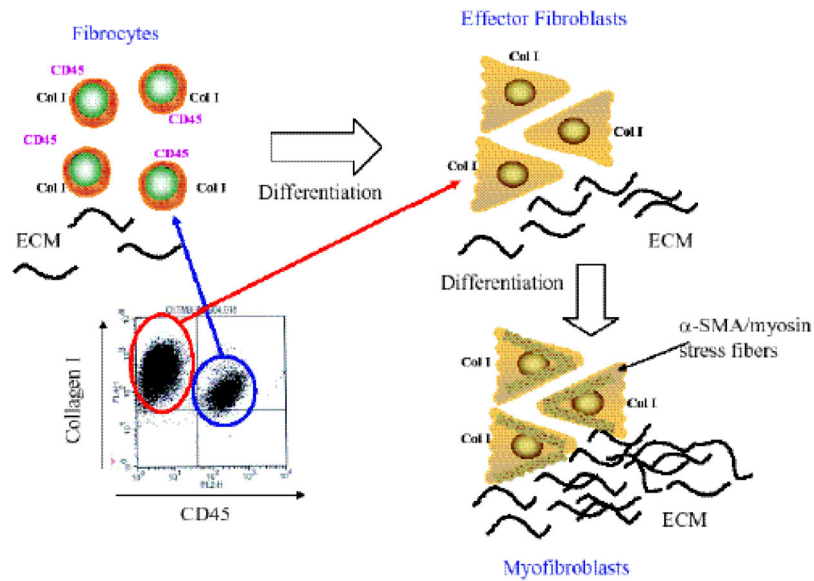 Fibrocytes
CD45
Col I
Col I
CD45
CD45
CD45
Col I
Col I
ECM
Differentiation
Effector Fibroblasts
Col I
Col I
Col I
ECM
Differentiation
α-SMA/myosin
stress fibers
Col I
Col I
Col I
ECM
Myofibroblasts
Collagen I
CD45
FL2-H